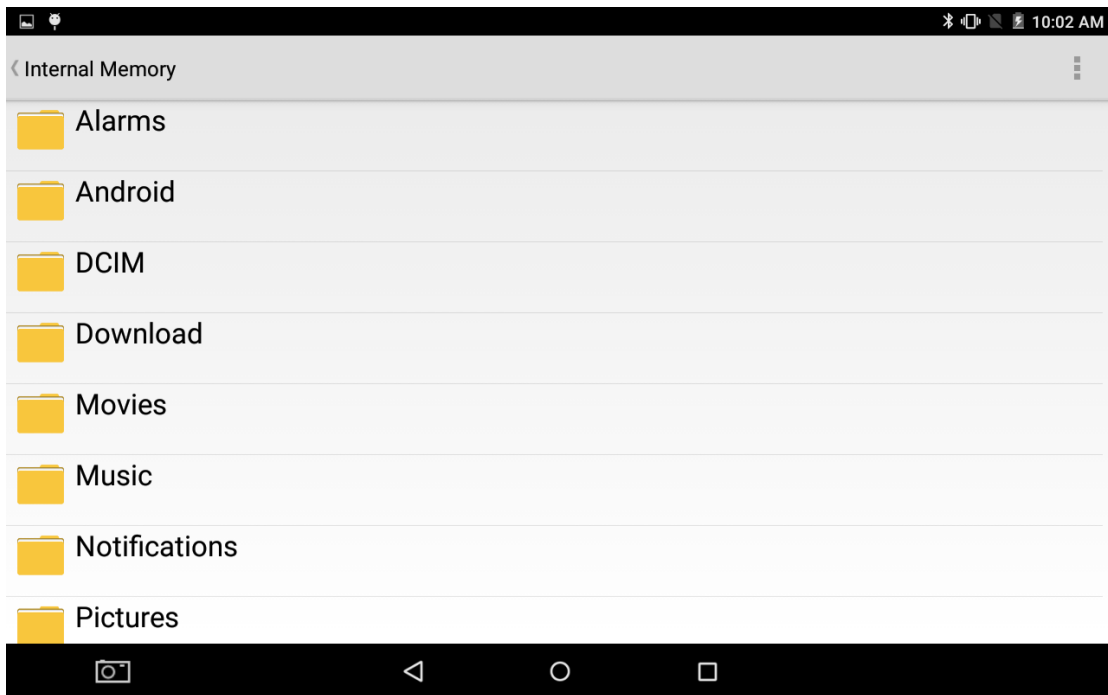 10:02 AM
Internal Memory
Alarms
Android
DCIM
Download
Movies
Music
Notifications
Pictures